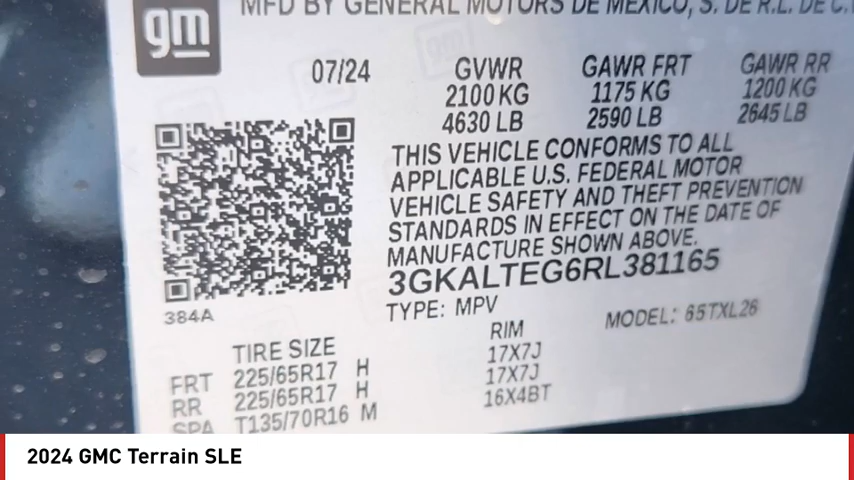 gm
MFD BY GENERAL MOTORS DE MEXICO, S. DE R.L. DE C.
07/24 GVWR GAWR FRT GAWR RR
2100 KG 1175 KG 1200 KG
4630 LB 2590 LB 2645 LB
THIS VEHICLE CONFORMS TO ALL
APPLICABLE U.S. FEDERAL MOTOR
VEHICLE SAFETY AND THEFT PREVENTION
STANDARDS IN EFFECT ON THE DATE OF
MANUFACTURE SHOWN ABOVE.
3GKALTEG6RL381165
384A TYPE: MPV MODEL: 65TXL26
TIRE SIZE RIM
FRT 225/65R17 H 17X7J
RR 225/65R17 H 17X7J
SPA T135/70R16 M 16X4BT
2024 GMC Terrain SLE